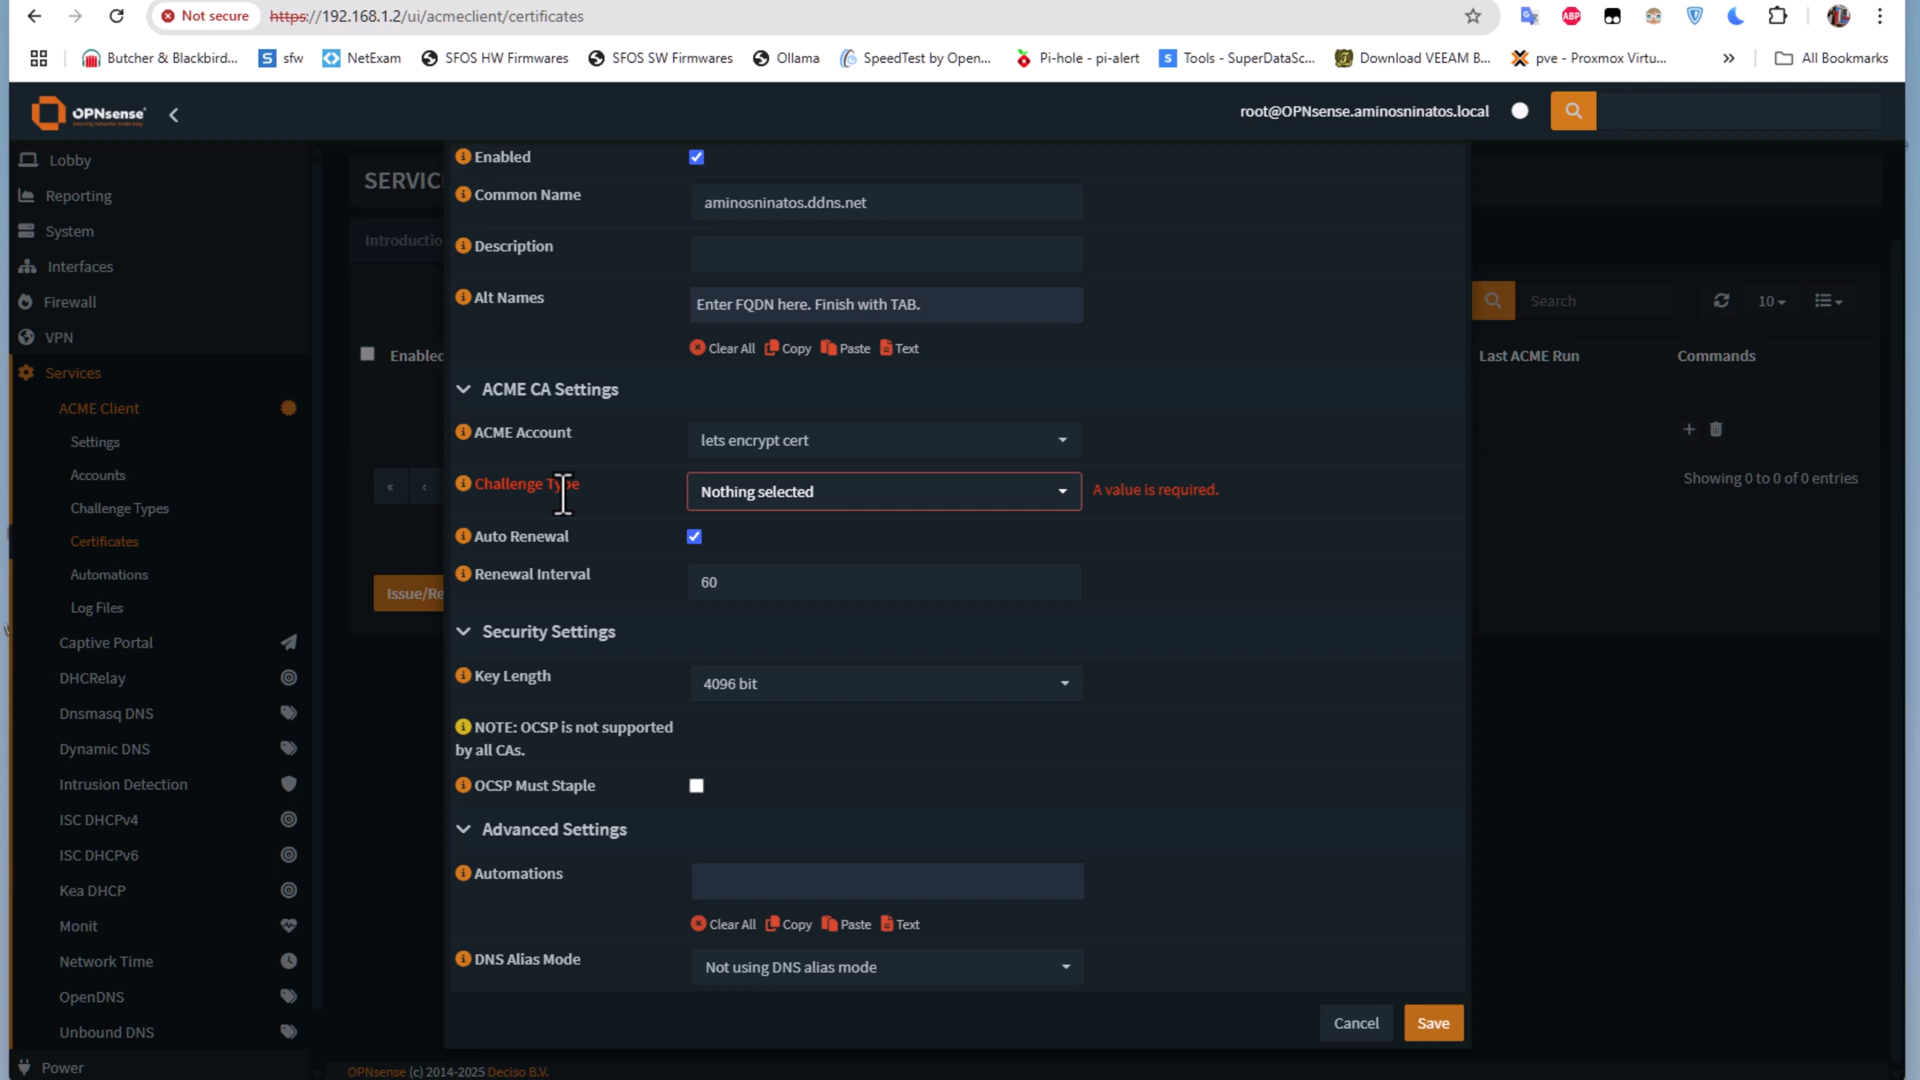 Not secure https://192.168.1.2/ui/acmeclient/certificates
ABP
Butcher & Blackbird... S sfw NetExam SFOS HW Firmwares SFOS SW Firmwares Ollama SpeedTest by Open... Pi-hole - pi-alert S Tools - SuperDataSc... Download VEEAM B... pve - Proxmox Virtu... » All Bookmarks
OPNsense
root@OPNsense.aminosninatos.local
Lobby
Reporting
System
Interfaces
Firewall
VPN
Services
ACME Client
Settings
Accounts
Challenge Types
Certificates
Automations
Log Files
Captive Portal
DHCRelay
Dnsmasq DNS
Dynamic DNS
Intrusion Detection
ISC DHCPv4
ISC DHCPv6
Kea DHCP
Monit
Network Time
OpenDNS
Unbound DNS
Power
SERVIC
Introductio
Enabled
« ‹
Issue/Re
Enabled
Common Name aminosninatos.ddns.net
Description
Alt Names Enter FQDN here. Finish with TAB.
Clear All Copy Paste Text
ACME CA Settings
ACME Account lets encrypt cert
Challenge Type Nothing selected A value is required.
Auto Renewal
Renewal Interval 60
Security Settings
Key Length 4096 bit
NOTE: OCSP is not supported
by all CAs.
OCSP Must Staple
Advanced Settings
Automations
Clear All Copy Paste Text
DNS Alias Mode Not using DNS alias mode
Cancel Save
Search 10
Last ACME Run Commands
Showing 0 to 0 of 0 entries
OPNsense (c) 2014-2025 Deciso B.V.